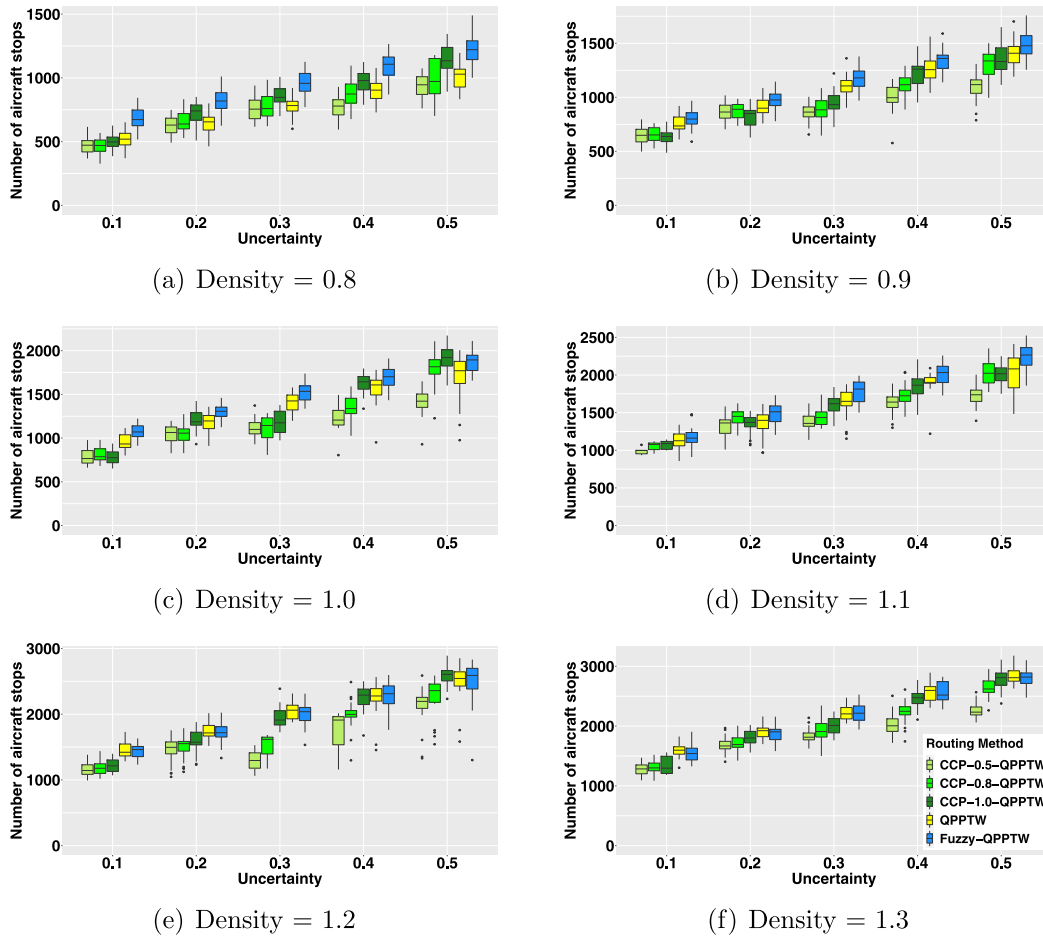 Number of aircraft stops
1500
1000
500
0
0.1 0.2 0.3 0.4 0.5
Uncertainty
(a) Density = 0.8
Number of aircraft stops
1500
1000
500
0
0.1 0.2 0.3 0.4 0.5
Uncertainty
(b) Density = 0.9
Number of aircraft stops
2000
1500
1000
500
0
0.1 0.2 0.3 0.4 0.5
Uncertainty
(c) Density = 1.0
Number of aircraft stops
2500
2000
1500
1000
500
0
0.1 0.2 0.3 0.4 0.5
Uncertainty
(d) Density = 1.1
Number of aircraft stops
3000
2000
1000
0
0.1 0.2 0.3 0.4 0.5
Uncertainty
(e) Density = 1.2
Number of aircraft stops
3000
2000
1000
0
0.1 0.2 0.3 0.4 0.5
Uncertainty
Routing Method
CCP−0.5−QPPTW
CCP−0.8−QPPTW
CCP−1.0−QPPTW
QPPTW
Fuzzy−QPPTW
(f) Density = 1.3